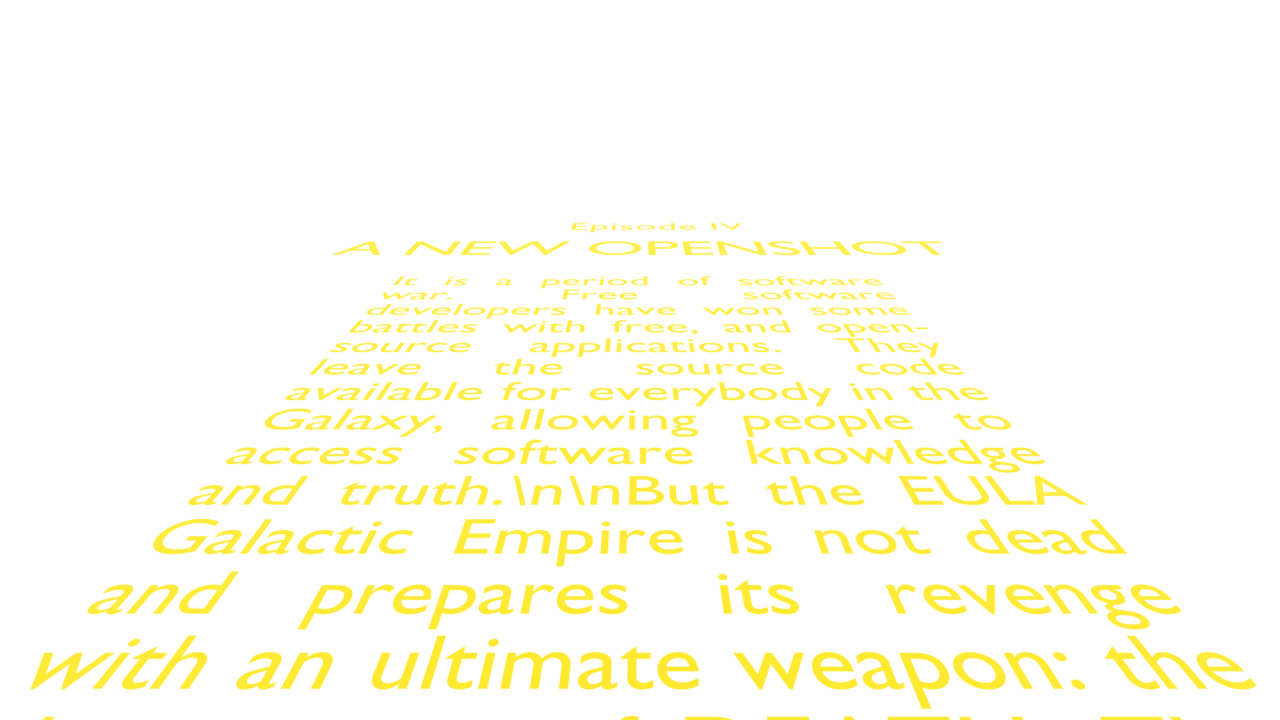 Episode IV
A NEW OPENSHOT
It is a period of software
war. Free software
developers have won some
battles with free, and open-
source applications. They
leave the source code
available for everybody in the
Galaxy, allowing people to
access software knowledge
and truth.\n\nBut the EULA
Galactic Empire is not dead
and prepares its revenge
with an ultimate weapon: the